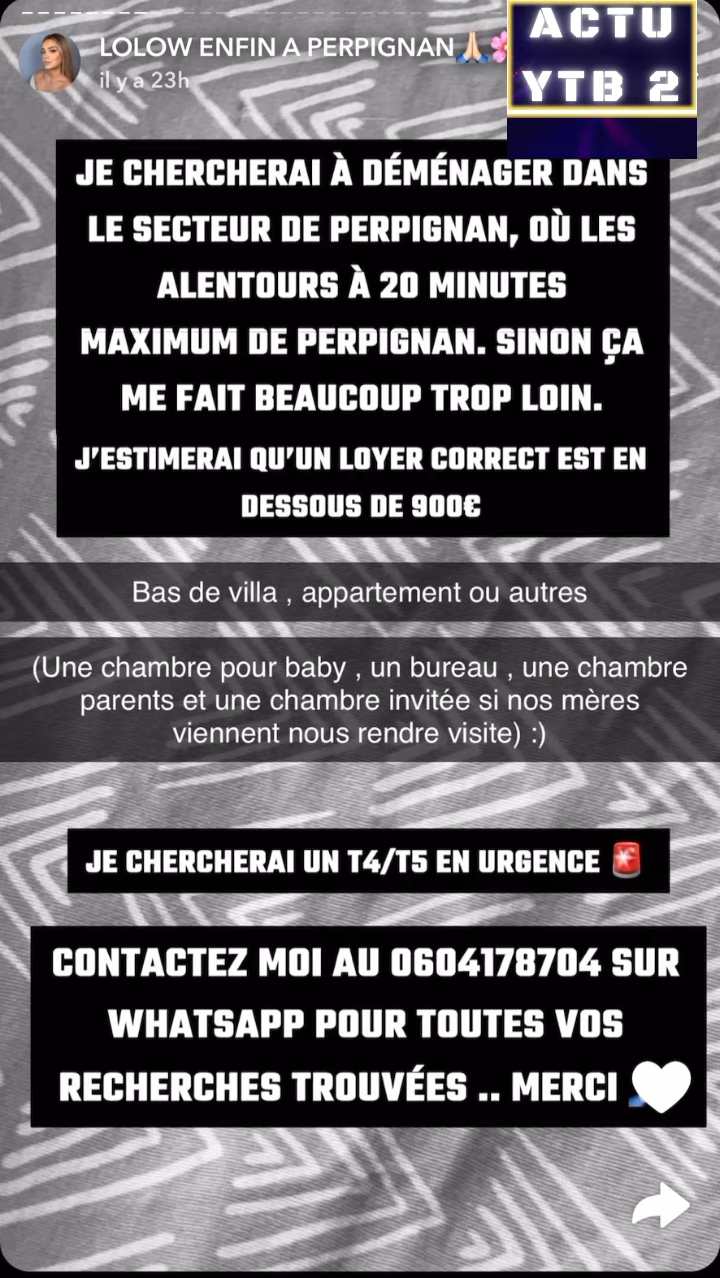 LOLOW ENFIN A PERPIGNAN🙏🏼🌸
il y a 23h
ACTU
YTB 2
JE CHERCHERAI À DÉMÉNAGER DANS
LE SECTEUR DE PERPIGNAN, OÙ LES
ALENTOURS À 20 MINUTES
MAXIMUM DE PERPIGNAN. SINON ÇA
ME FAIT BEAUCOUP TROP LOIN.
J'ESTIMERAI QU'UN LOYER CORRECT EST EN
DESSOUS DE 900€
Bas de villa , appartement ou autres
(Une chambre pour baby , un bureau , une chambre
parents et une chambre invitée si nos mères
viennent nous rendre visite) :)
JE CHERCHERAI UN T4/T5 EN URGENCE 🚨
CONTACTEZ MOI AU 0604178704 SUR
WHATSAPP POUR TOUTES VOS
RECHERCHES TROUVÉES .. MERCI